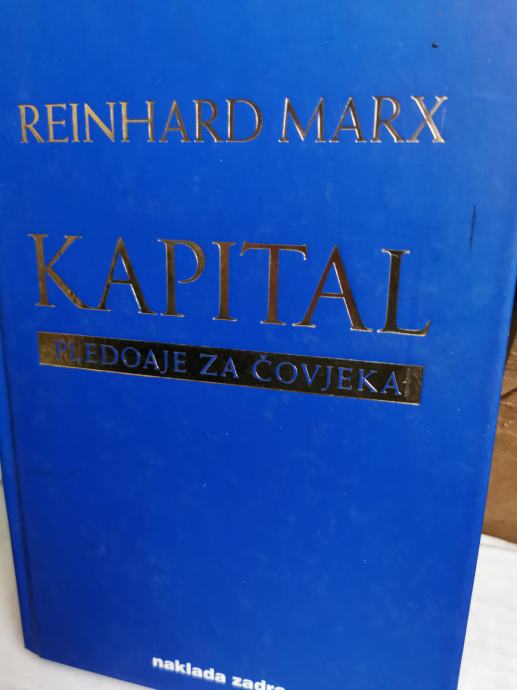 REINHARD MARX
KAPITAL
PLEDOAJE ZA ČOVJEKA
naklada